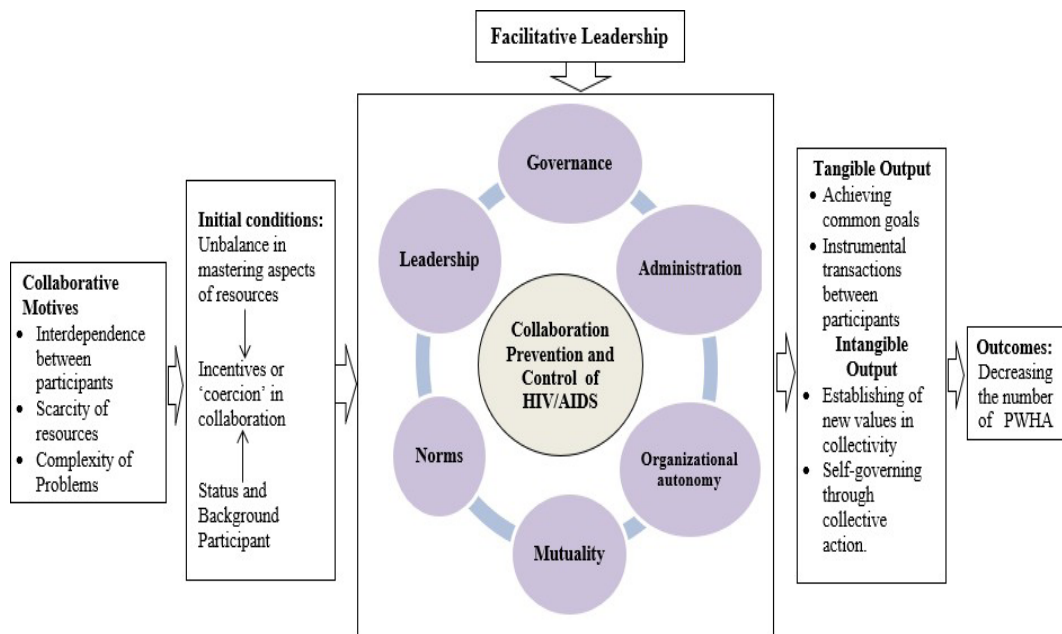 Facilitative Leadership
Collaborative
Motives
• Interdependence
between
participants
• Scarcity of
resources
• Complexity of
Problems
Initial conditions:
Unbalance in
mastering aspects
of resources
Incentives or
‘coercion’ in
collaboration
Status and
Background
Participant
Governance
Leadership
Administration
Collaboration
Prevention and
Control of
HIV/AIDS
Norms
Organizational
autonomy
Mutuality
Tangible Output
• Achieving
common goals
• Instrumental
transactions
between
participants
Intangible
Output
• Establishing of
new values in
collectivity
• Self-governing
through
collective
action.
Outcomes:
Decreasing
the number
of PWHA